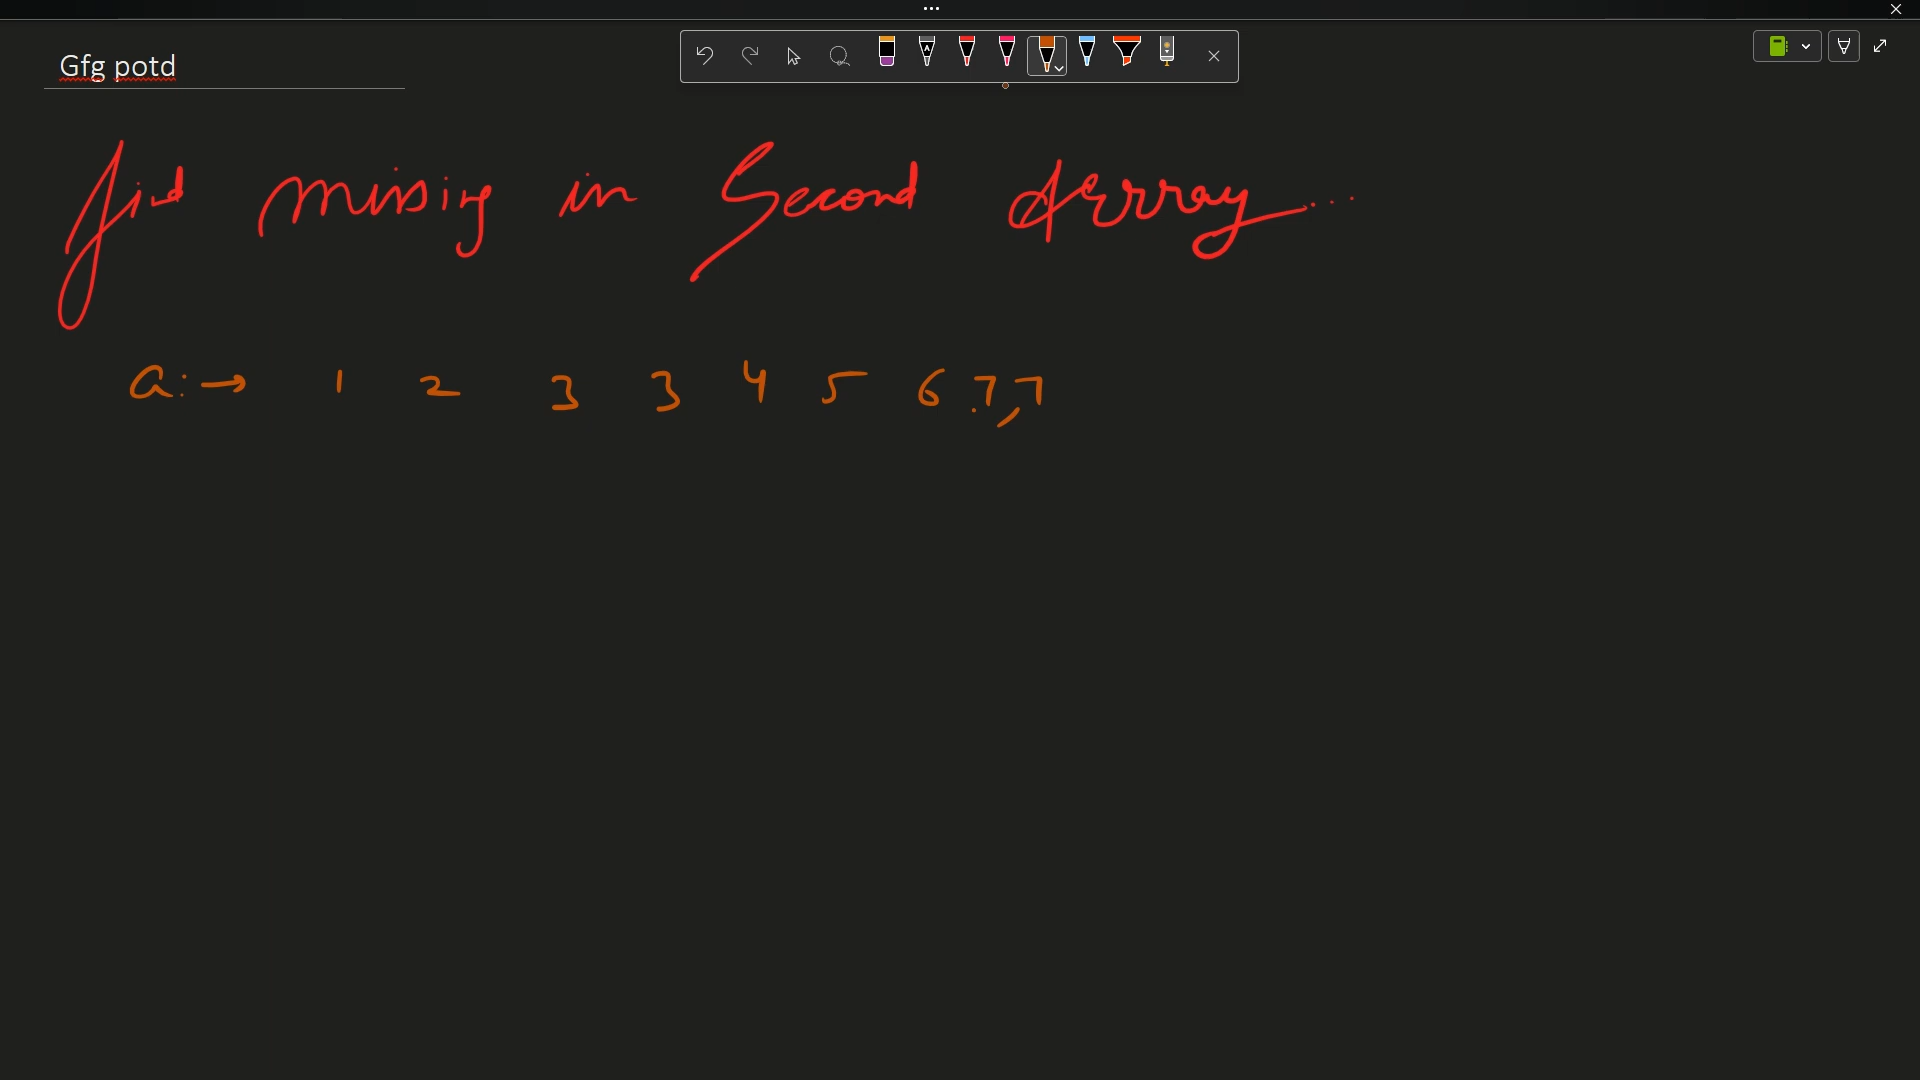 Gfg potd
find missing in Second Array...
a:→ 1 2 3 3 4 5 6 7,7